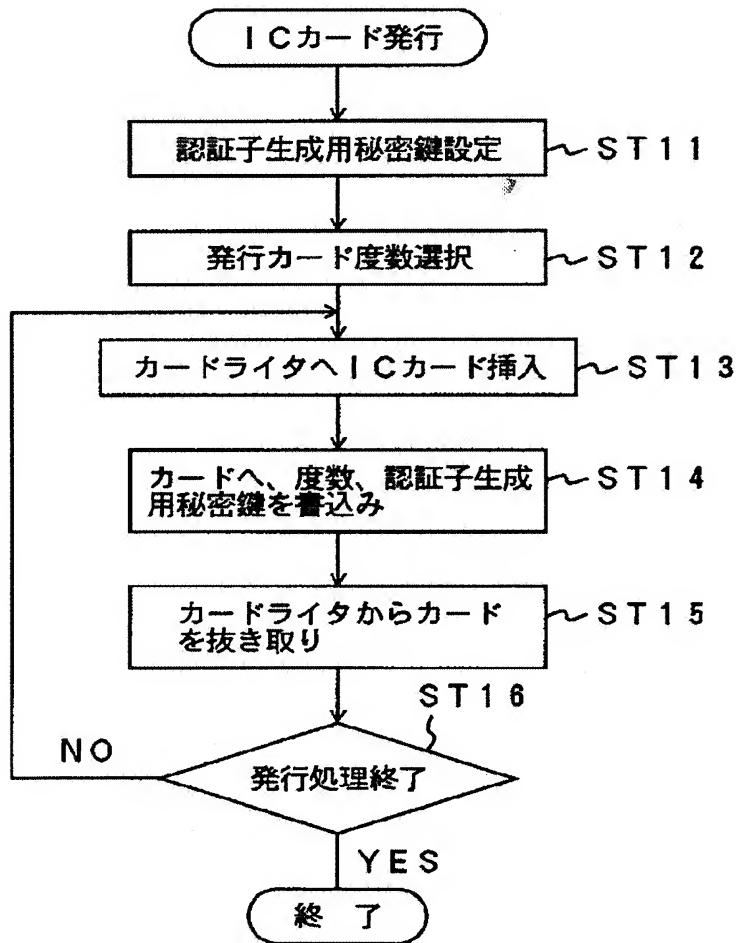 ICカード発行
認証子生成用秘密鍵設定 ST11
発行カード度数選択 ST12
カードライタへICカード挿入 ST13
カードへ、度数、認証子生成 ST14
用秘密鍵を書込み
カードライタからカード ST15
を抜き取り
ST16
NO
発行処理終了
YES
終 了